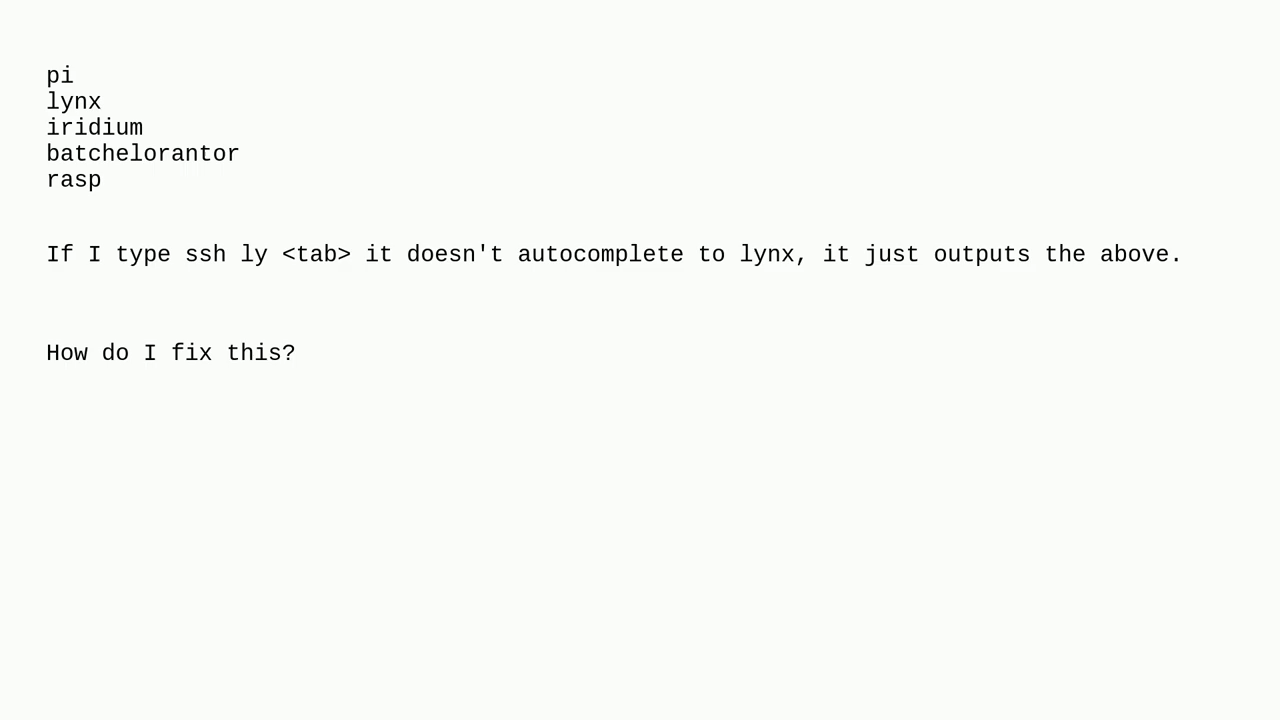 pi
lynx
iridium
batchelorantor
rasp
If I type ssh ly <tab> it doesn't autocomplete to lynx, it just outputs the above.
How do I fix this?